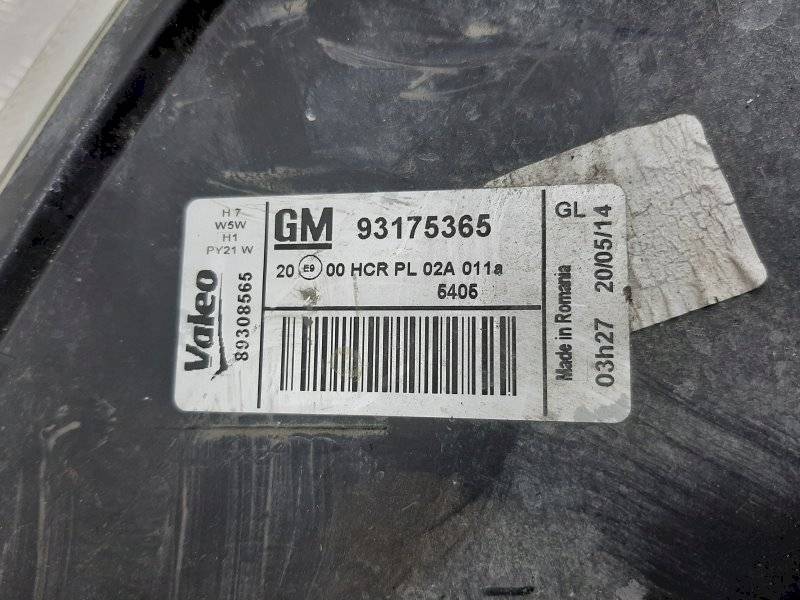 H 7
W5W
H1
PY21 W
Valeo
89308565
GM 93175365
20 E9 00 HCR PL 02A 011a
5405
GL
Made in Romania
03h27 20/05/14